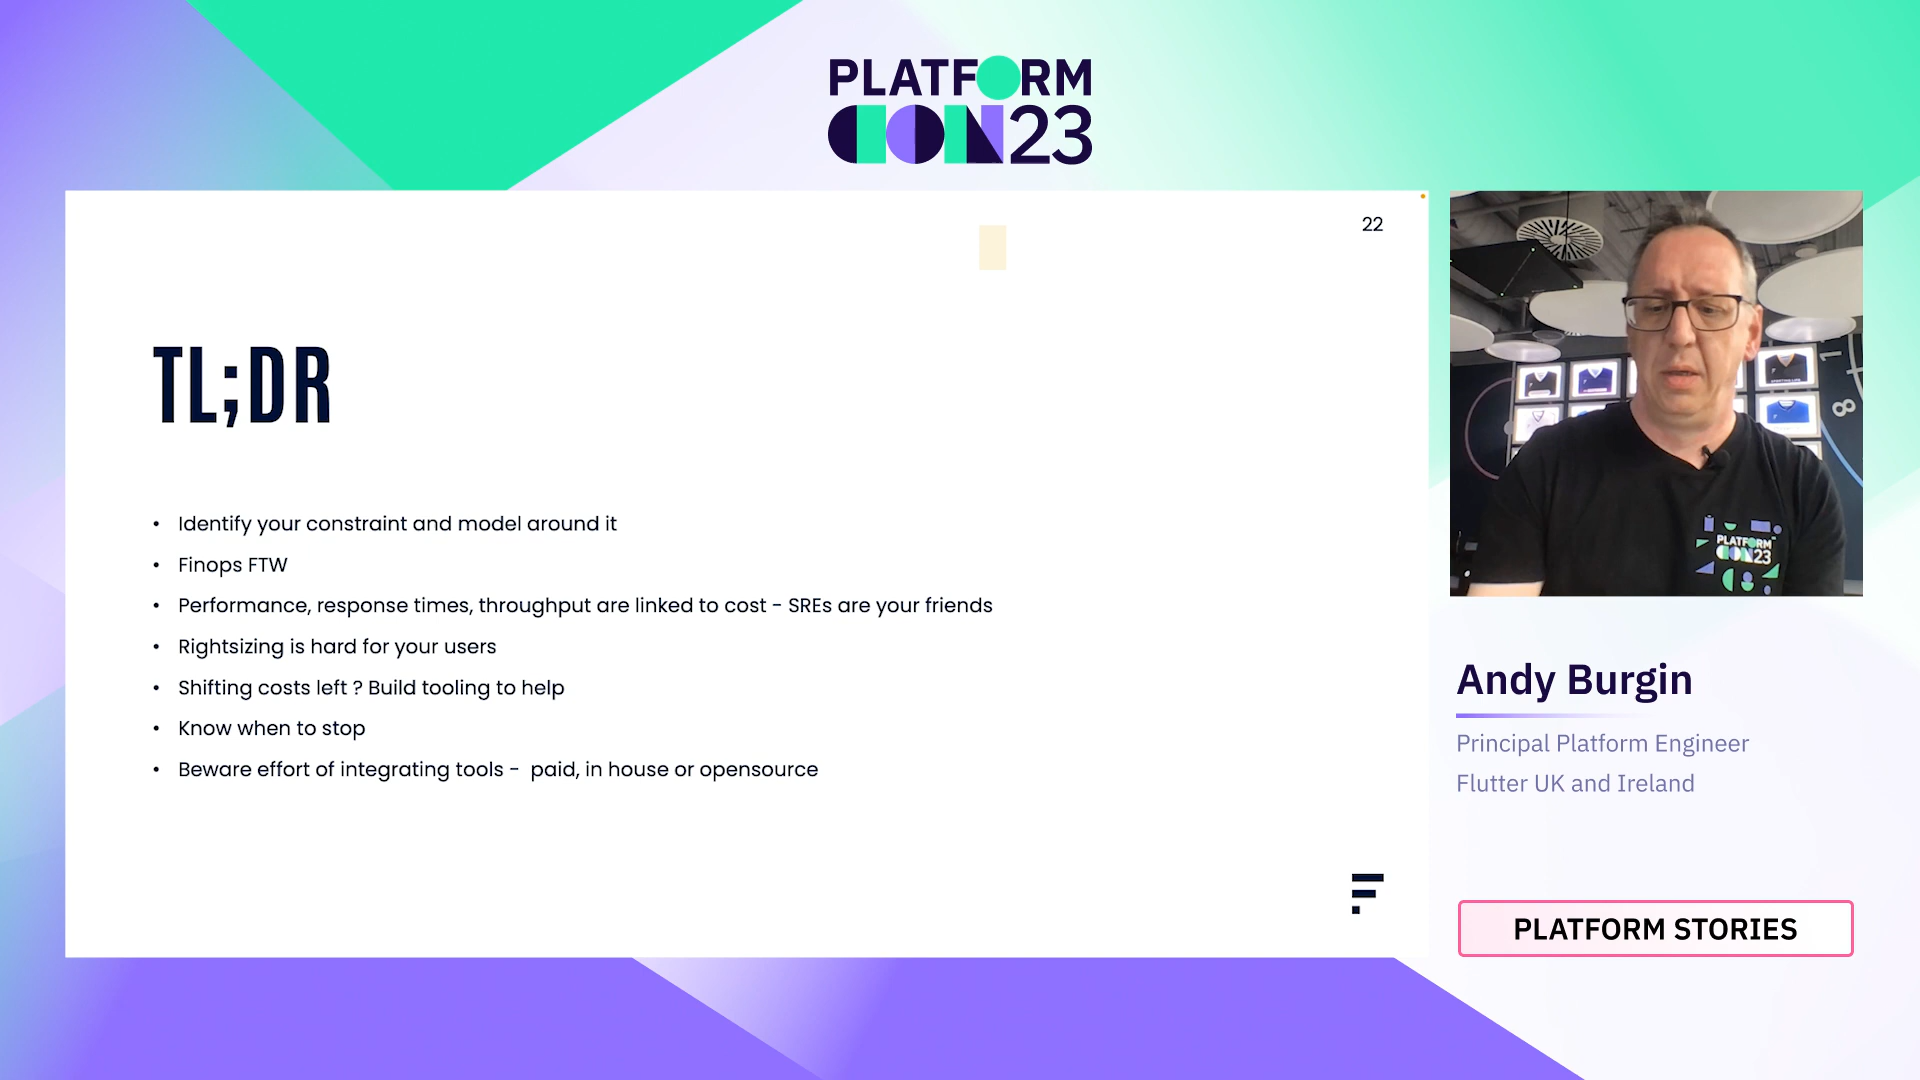 PLATFORM
CON23
22
TL;DR
• Identify your constraint and model around it
• Finops FTW
• Performance, response times, throughput are linked to cost - SREs are your friends
• Rightsizing is hard for your users
• Shifting costs left ? Build tooling to help
• Know when to stop
• Beware effort of integrating tools - paid, in house or opensource
PLATFORM
CON23
8
Andy Burgin
Principal Platform Engineer
Flutter UK and Ireland
PLATFORM STORIES